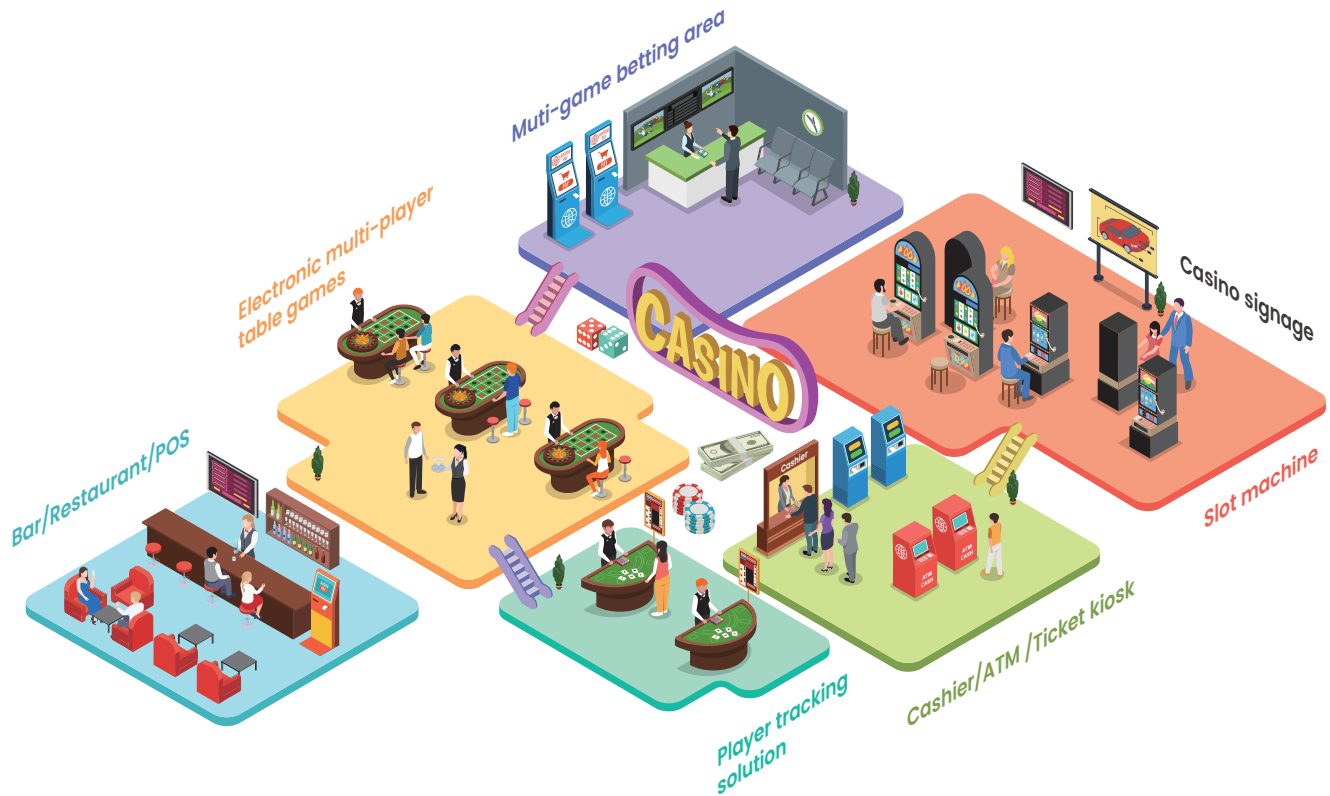 Muti-game betting area
Electronic multi-player
table games
CASINO
Casino signage
Slot machine
Bar/Restaurant/POS
Cashier
ATM
CASH
ATM
CASH
Cashier/ATM /Ticket kiosk
Player tracking
solution